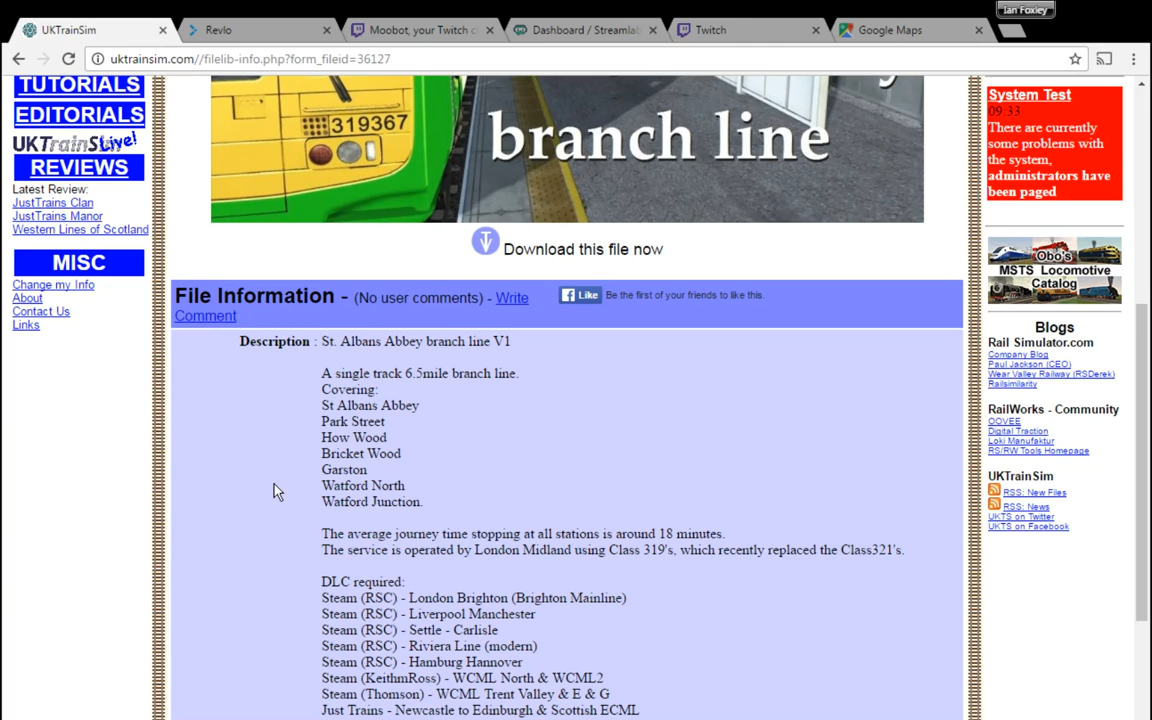 Ian Foxley
UKTrainSim
Revlo
Moobot, your Twitch c
Dashboard / Streamlab
Twitch
Google Maps
uktrainsim.com//filelib-info.php?form_fileid=36127
TUTORIALS
EDITORIALS
UKTrainSimLive!
REVIEWS
Latest Review:
JustTrains Clan
JustTrains Manor
Western Lines of Scotland
MISC
Change my Info
About
Contact Us
Links
319367
branch line
Download this file now
File Information - (No user comments) - Write
Comment
Like
Be the first of your friends to like this.
Description : St. Albans Abbey branch line V1
A single track 6.5mile branch line.
Covering:
St Albans Abbey
Park Street
How Wood
Bricket Wood
Garston
Watford North
Watford Junction.
The average journey time stopping at all stations is around 18 minutes.
The service is operated by London Midland using Class 319's, which recently replaced the Class321's.
DLC required:
Steam (RSC) - London Brighton (Brighton Mainline)
Steam (RSC) - Liverpool Manchester
Steam (RSC) - Settle - Carlisle
Steam (RSC) - Riviera Line (modern)
Steam (RSC) - Hamburg Hannover
Steam (KeithmRoss) - WCML North & WCML2
Steam (Thomson) - WCML Trent Valley & E & G
Just Trains - Newcastle to Edinburgh & Scottish ECML
System Test
09:33
There are currently
some problems with
the system,
administrators have
been paged
Obo's
MSTS Locomotive
Catalog
Blogs
Rail Simulator.com
Company Blog
Paul Jackson (CEO)
Wear Valley Railway (RSDerek)
Railsimilarity
RailWorks - Community
OOVEE
Digital Traction
Loki Manufaktur
RS/RW Tools Homepage
UKTrainSim
RSS: New Files
RSS: News
UKTS on Twitter
UKTS on Facebook